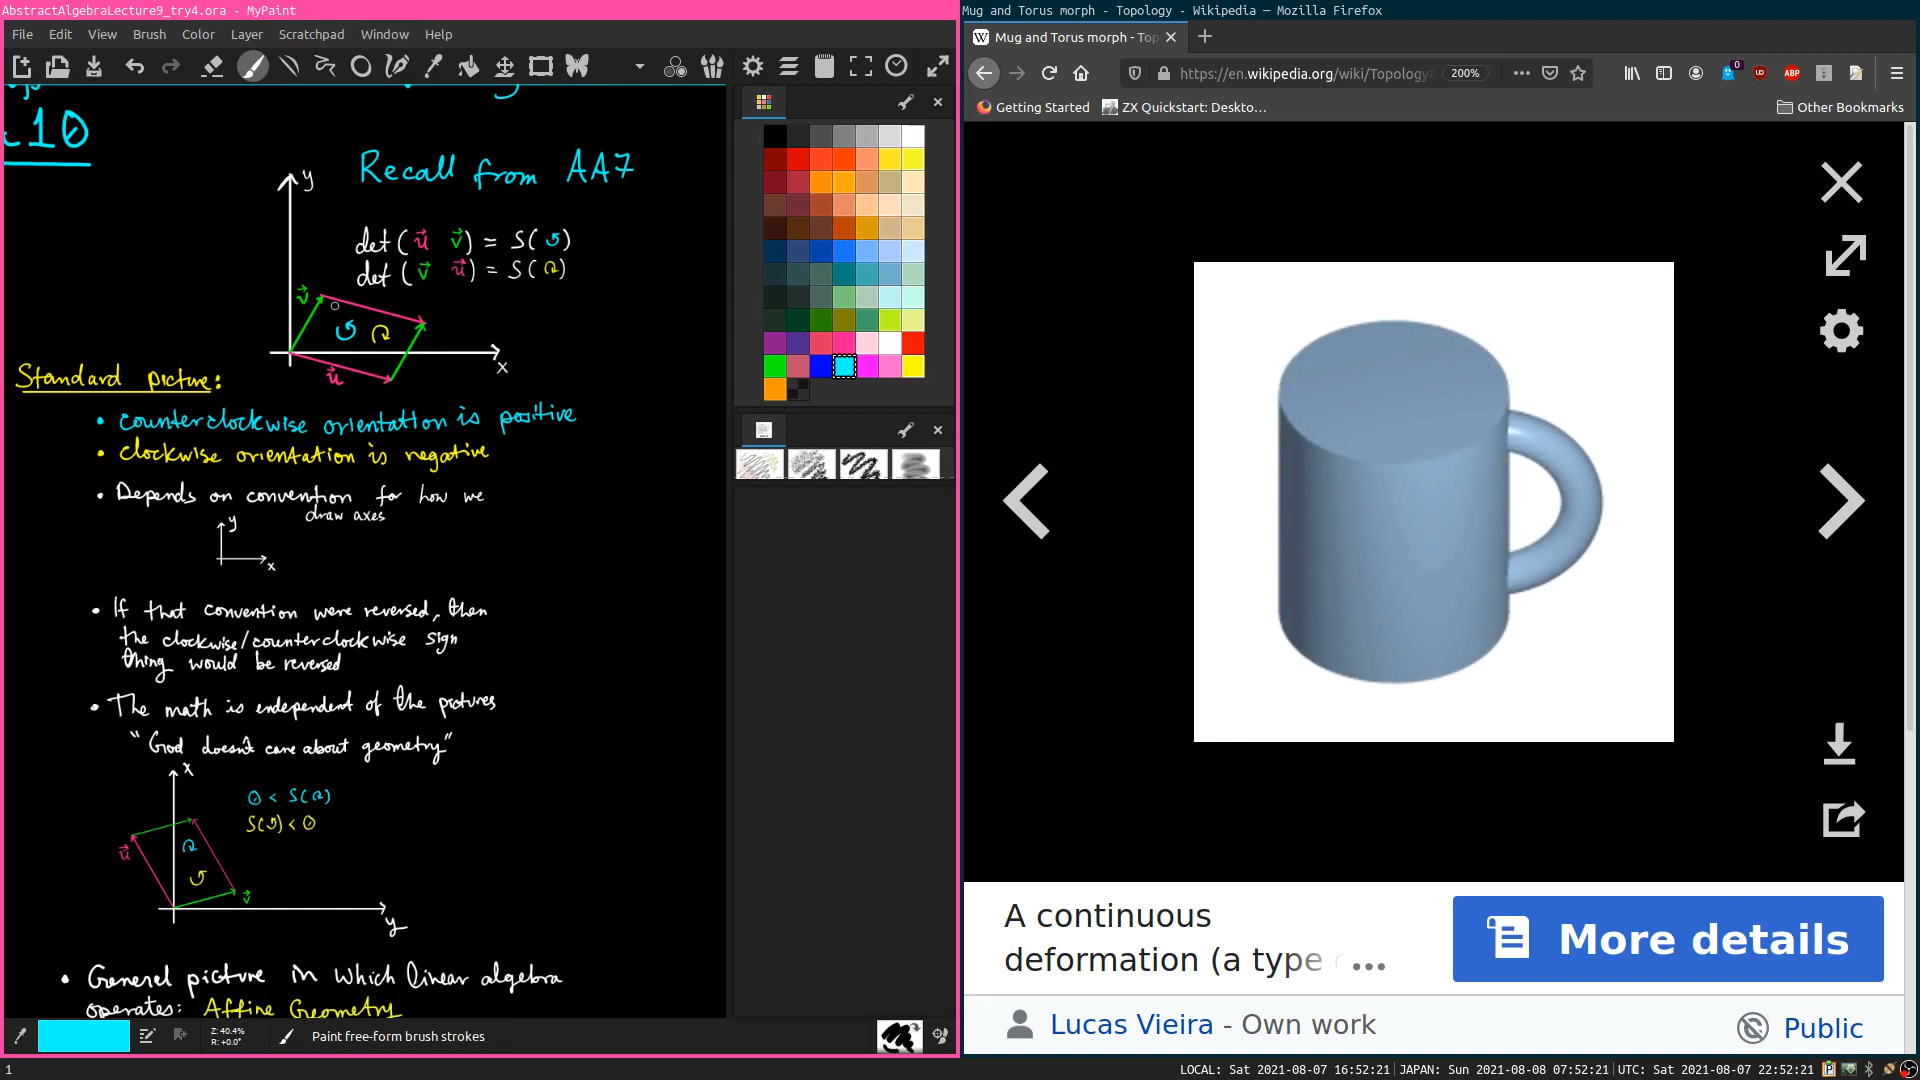 AbstractAlgebraLecture9_try4.ora - MyPaint
File Edit View Brush Color Layer Scratchpad Window Help
10
Recall from AA7
y
det( u⃗ v⃗ ) = S(↺)
det( v⃗ u⃗ ) = S(↻)
v⃗
u⃗
x
Standard picture:
• counterclockwise orientation is positive
• clockwise orientation is negative
• Depends on convention for how we
draw axes
y
x
• If that convention were reversed, then
the clockwise/counterclockwise sign
thing would be reversed
• The math is independent of the pictures
"God doesn't care about geometry"
x
0 < S(↻)
S(↺) < 0
u⃗
v⃗
y
• General picture in which linear algebra
operates: Affine Geometry
Z: 40.4%
R: +0.0°
Paint free-form brush strokes
Mug and Torus morph - Topology - Wikipedia — Mozilla Firefox
Mug and Torus morph - Top
https://en.wikipedia.org/wiki/Topology 200%
0
ABP
Getting Started ZX Quickstart: Deskto… Other Bookmarks
A continuous
deformation (a type ...
More details
Lucas Vieira - Own work
Public
1
LOCAL: Sat 2021-08-07 16:52:21 | JAPAN: Sun 2021-08-08 07:52:21 | UTC: Sat 2021-08-07 22:52:21